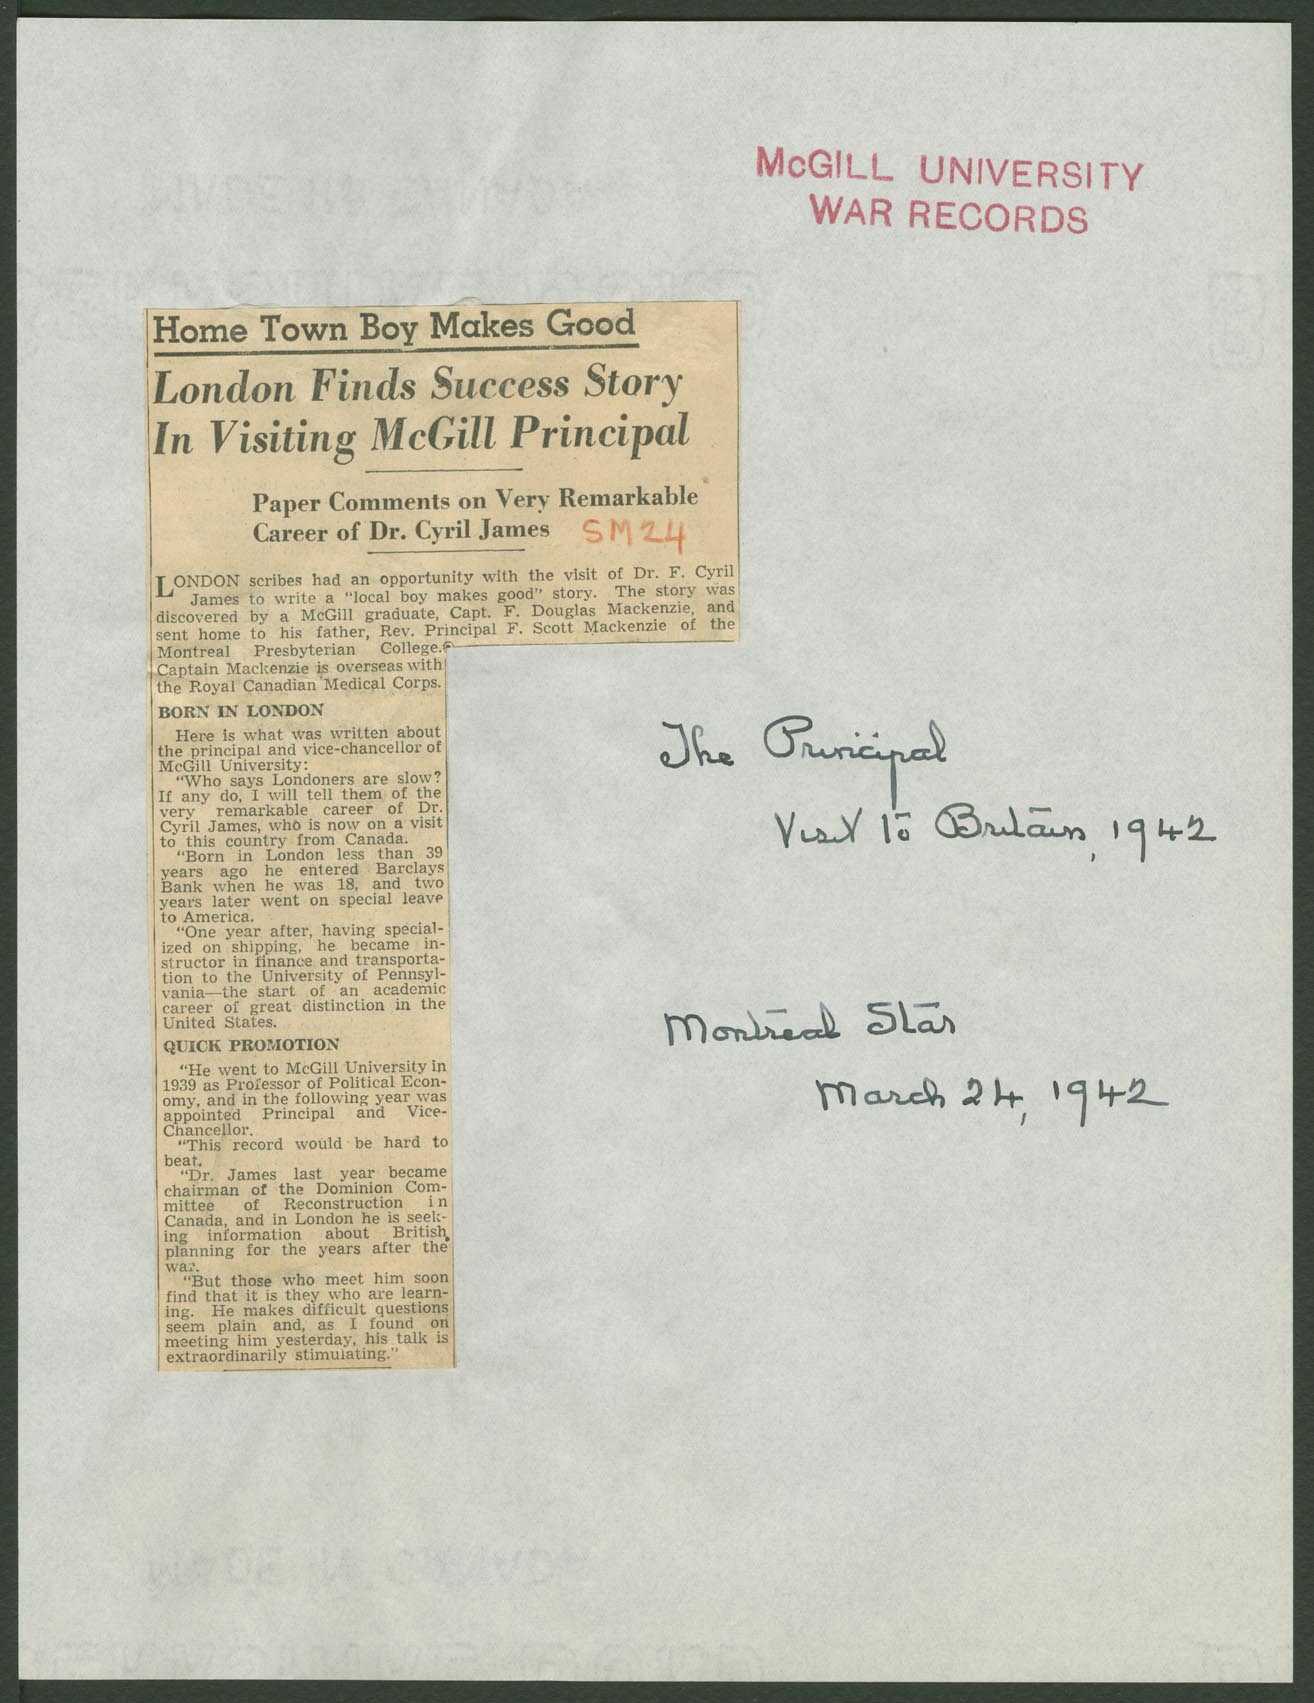 McGILL UNIVERSITY
WAR RECORDS
Home Town Boy Makes Good
London Finds Success Story
In Visiting McGill Principal
Paper Comments on Very Remarkable
Career of Dr. Cyril James SM24
LONDON scribes had an opportunity with the visit of Dr. F. Cyril
James to write a “local boy makes good” story. The story was
discovered by a McGill graduate, Capt. F. Douglas Mackenzie, and
sent home to his father, Rev. Principal F. Scott Mackenzie of the
Montreal Presbyterian College.
Captain Mackenzie is overseas with
the Royal Canadian Medical Corps.
BORN IN LONDON
Here is what was written about
the principal and vice-chancellor of
McGill University:
“Who says Londoners are slow?
If any do, I will tell them of the
very remarkable career of Dr.
Cyril James, who is now on a visit
to this country from Canada.
“Born in London less than 39
years ago he entered Barclays
Bank when he was 18, and two
years later went on special leave
to America.
“One year after, having special-
ized on shipping, he became in-
structor in finance and transporta-
tion to the University of Pennsyl-
vania—the start of an academic
career of great distinction in the
United States.
QUICK PROMOTION
“He went to McGill University in
1939 as Professor of Political Econ-
omy, and in the following year was
appointed Principal and Vice-
Chancellor.
“This record would be hard to
beat.
“Dr. James last year became
chairman of the Dominion Com-
mittee of Reconstruction in
Canada, and in London he is seek-
ing information about British
planning for the years after the
war.
“But those who meet him soon
find that it is they who are learn-
ing. He makes difficult questions
seem plain and, as I found on
meeting him yesterday, his talk is
extraordinarily stimulating.”
The Principal
Visit to Britain, 1942
Montreal Star
March 24, 1942